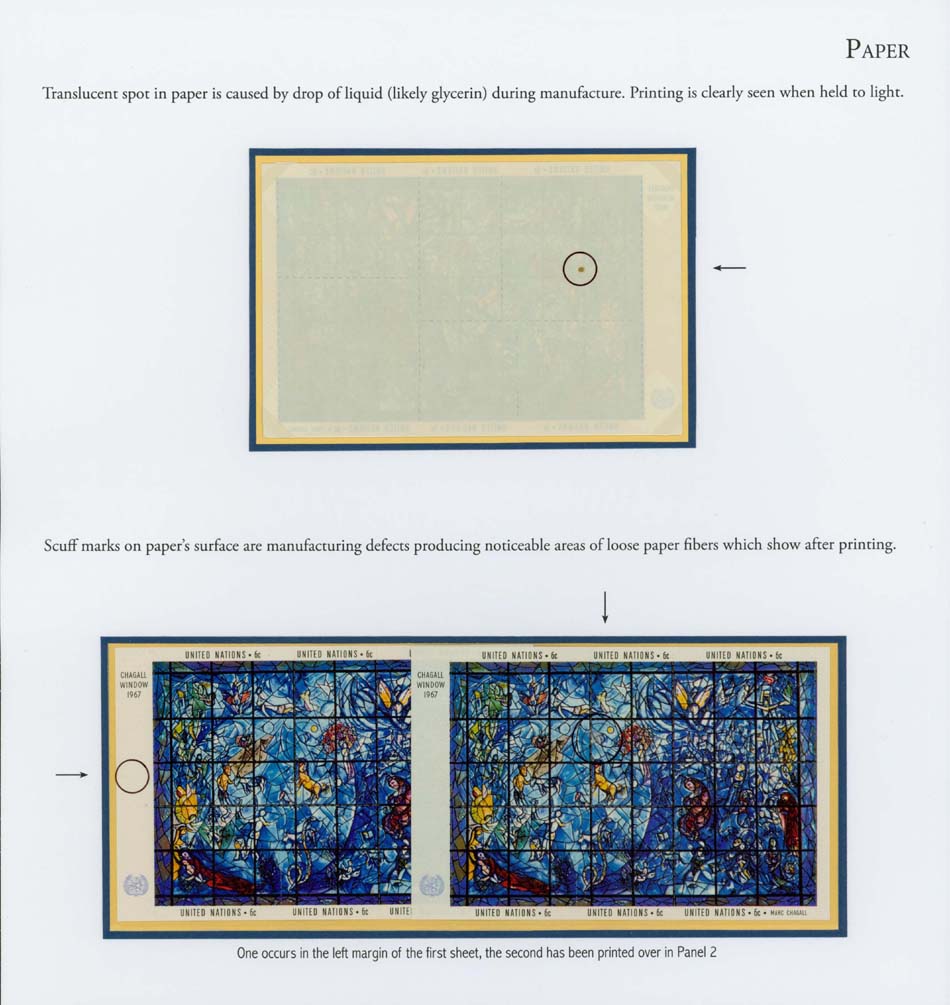 PAPER
Translucent spot in paper is caused by drop of liquid (likely glycerin) during manufacture. Printing is clearly seen when held to light.
Scuff marks on paper's surface are manufacturing defects producing noticeable areas of loose paper fibers which show after printing.
UNITED NATIONS • 6c UNITED NATIONS • 6c
UNITED NATIONS • 6c UNITED NATIONS • 6c UNITED NATIONS • 6c
CHAGALL
WINDOW
1967
CHAGALL
WINDOW
1967
UNITED NATIONS • 6c UNITED NATIONS • 6c UNITE
UNITED NATIONS • 6c UNITED NATIONS • 6c UNITED NATIONS • 6c • MARC CHAGALL
One occurs in the left margin of the first sheet, the second has been printed over in Panel 2